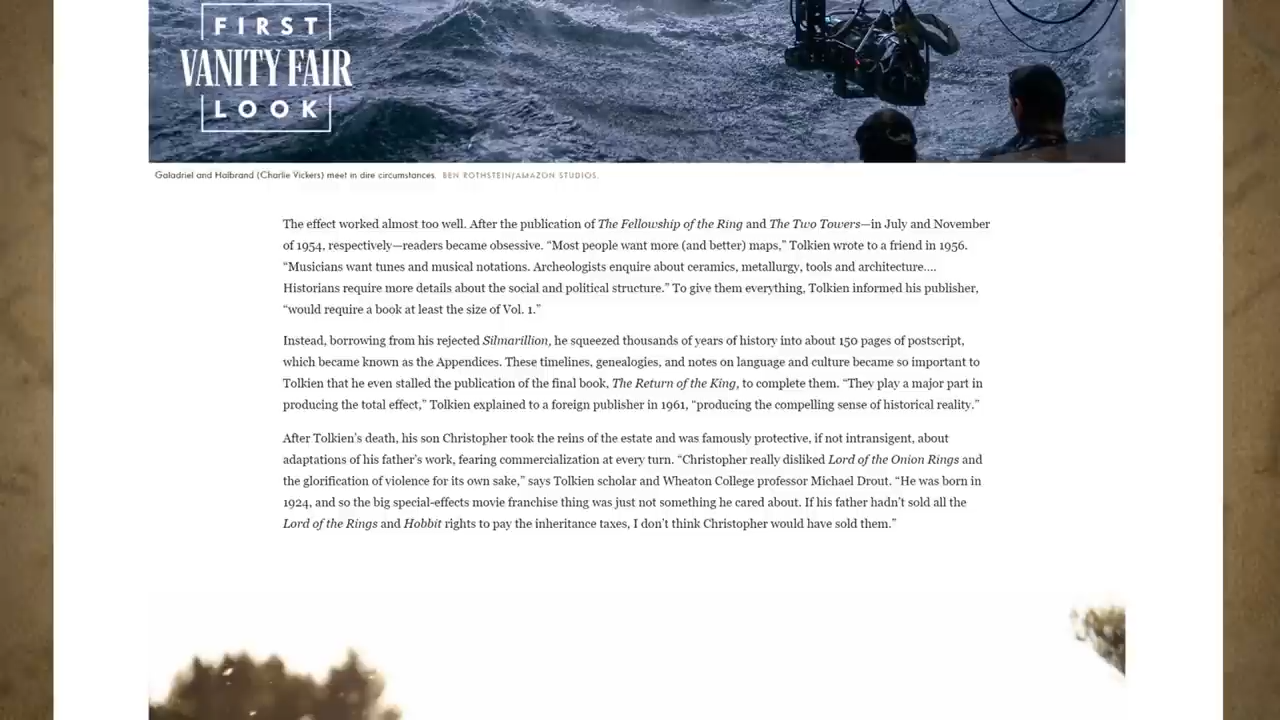 FIRST
VANITY FAIR
LOOK
Galadriel and Halbrand (Charlie Vickers) meet in dire circumstances. BEN ROTHSTEIN/AMAZON STUDIOS.
The effect worked almost too well. After the publication of The Fellowship of the Ring and The Two Towers—in July and November
of 1954, respectively—readers became obsessive. “Most people want more (and better) maps,” Tolkien wrote to a friend in 1956.
“Musicians want tunes and musical notations. Archeologists enquire about ceramics, metallurgy, tools and architecture....
Historians require more details about the social and political structure.” To give them everything, Tolkien informed his publisher,
“would require a book at least the size of Vol. 1.”
Instead, borrowing from his rejected Silmarillion, he squeezed thousands of years of history into about 150 pages of postscript,
which became known as the Appendices. These timelines, genealogies, and notes on language and culture became so important to
Tolkien that he even stalled the publication of the final book, The Return of the King, to complete them. “They play a major part in
producing the total effect,” Tolkien explained to a foreign publisher in 1961, “producing the compelling sense of historical reality.”
After Tolkien’s death, his son Christopher took the reins of the estate and was famously protective, if not intransigent, about
adaptations of his father’s work, fearing commercialization at every turn. “Christopher really disliked Lord of the Onion Rings and
the glorification of violence for its own sake,” says Tolkien scholar and Wheaton College professor Michael Drout. “He was born in
1924, and so the big special-effects movie franchise thing was just not something he cared about. If his father hadn’t sold all the
Lord of the Rings and Hobbit rights to pay the inheritance taxes, I don’t think Christopher would have sold them.”